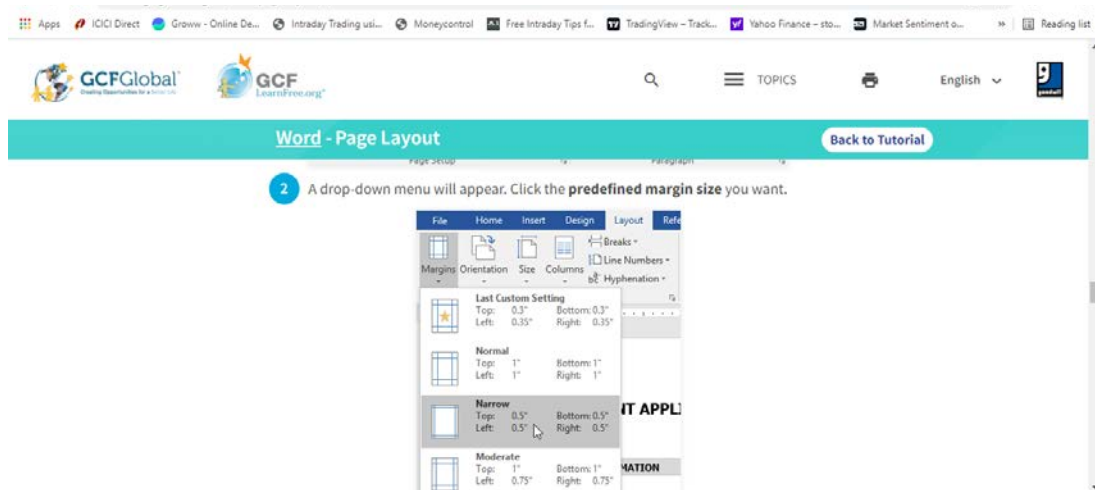 Apps ICICI Direct Groww - Online De... Intraday Trading usi... Moneycontrol Free Intraday Tips f... TradingView – Track... Yahoo Finance – sto... Market Sentiment o... » Reading list
GCFGlobal
Creating Opportunities for a better life
GCF
LearnFree.org
TOPICS
English
goodwill
Word - Page Layout
Back to Tutorial
Page Setup Paragraph
2 A drop-down menu will appear. Click the predefined margin size you want.
File Home Insert Design Layout Refe
Breaks
Line Numbers
Margins Orientation Size Columns
Hyphenation
Last Custom Setting
Top: 0.3" Bottom: 0.3"
Left: 0.35" Right: 0.35"
Normal
Top: 1" Bottom: 1"
Left: 1" Right: 1"
Narrow
Top: 0.5" Bottom: 0.5"
Left: 0.5" Right: 0.5"
NT APPLI
Moderate
Top: 1" Bottom: 1"
Left: 0.75" Right: 0.75"
MATION